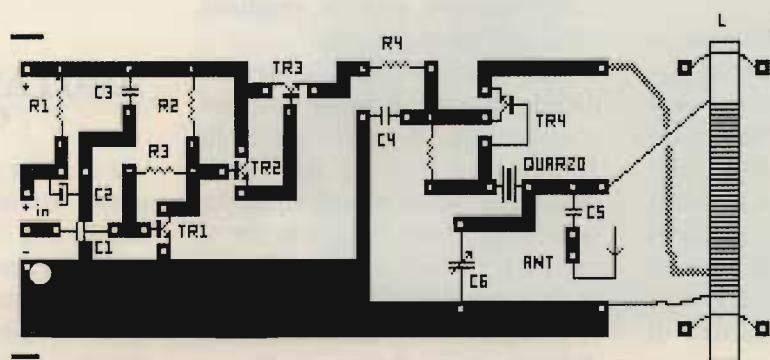 L
R4
TR3
+
R1
C3
R2
C4
TR4
R3
TR2
QUARZO
C2
+ in
C5
TR1
C1
ANT
-
C6